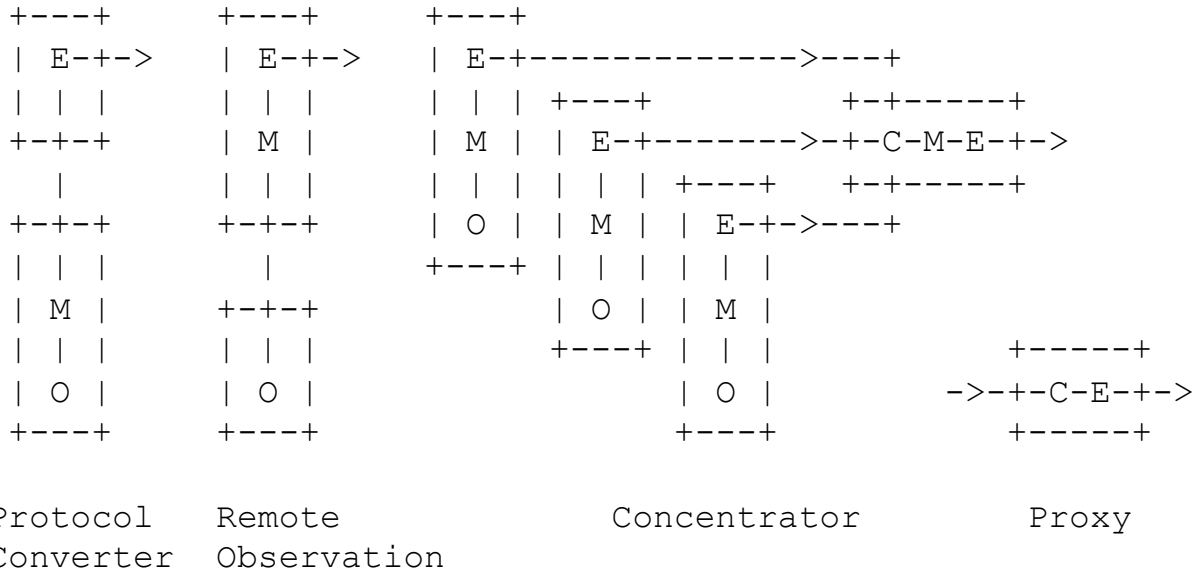 +---+     +---+     +---+
| E-+->   | E-+->   | E-+------------->---+
| | |     | | |     | | | +---+         +-+-----+
+-+-+     | M |     | M | | E-+------->-+-C-M-E-+->
  |       | | |     | | | | | | +---+   +-+-----+
+-+-+     +-+-+     | O | | M | | E-+->---+
| | |       |       +---+ | | | | | |
| M |     +-+-+           | O | | M |
| | |     | | |           +---+ | | |           +-----+
| O |     | O |                 | O |        ->-+-C-E-+->
+---+     +---+                 +---+           +-----+

Protocol  Remote             Concentrator        Proxy
Converter Observation